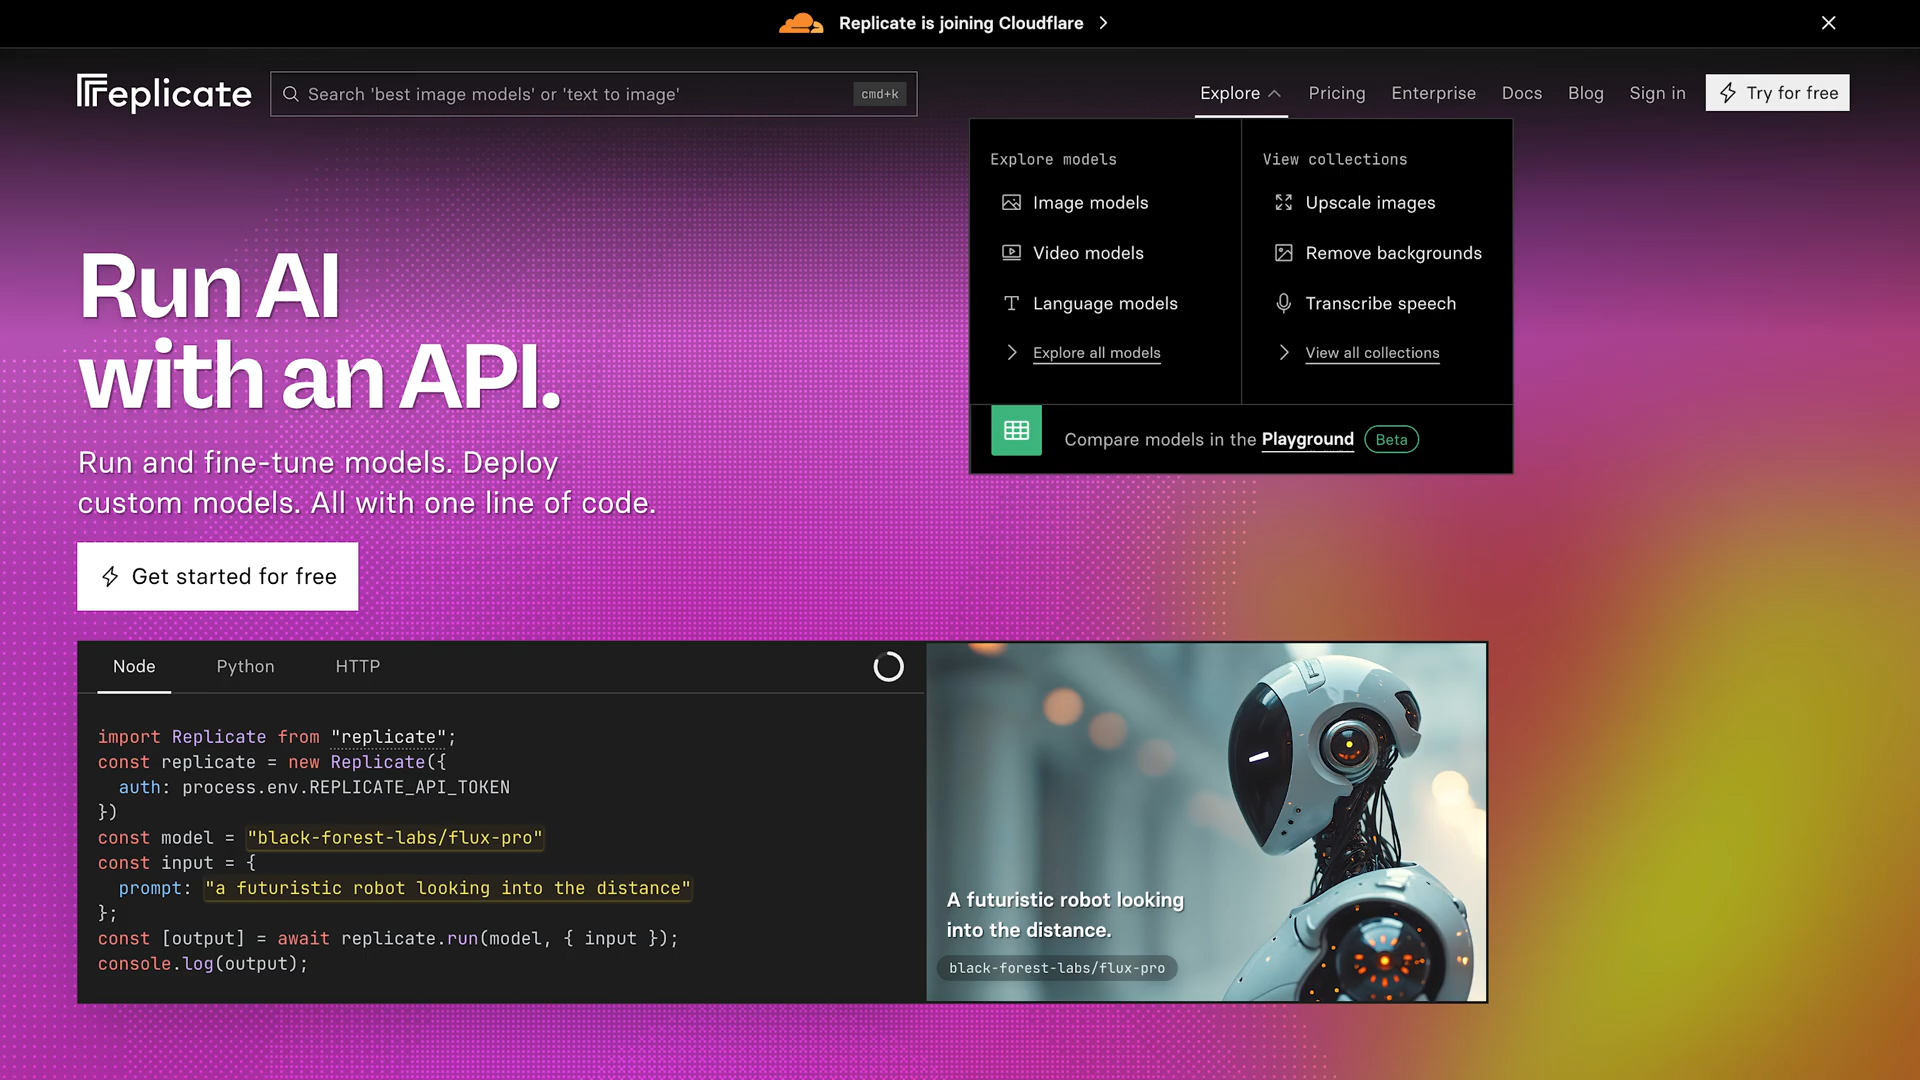 Replicate is joining Cloudflare
replicate
Search 'best image models' or 'text to image'
cmd+k
Explore
Pricing
Enterprise
Docs
Blog
Sign in
Try for free
Explore models
Image models
Video models
Language models
Explore all models
View collections
Upscale images
Remove backgrounds
Transcribe speech
View all collections
Compare models in the Playground Beta
Run AI
with an API.
Run and fine-tune models. Deploy
custom models. All with one line of code.
Get started for free
Node
Python
HTTP
import Replicate from "replicate";
const replicate = new Replicate({
  auth: process.env.REPLICATE_API_TOKEN
})
const model = "black-forest-labs/flux-pro"
const input = {
  prompt: "a futuristic robot looking into the distance"
};
const [output] = await replicate.run(model, { input });
console.log(output);
A futuristic robot looking
into the distance.
black-forest-labs/flux-pro